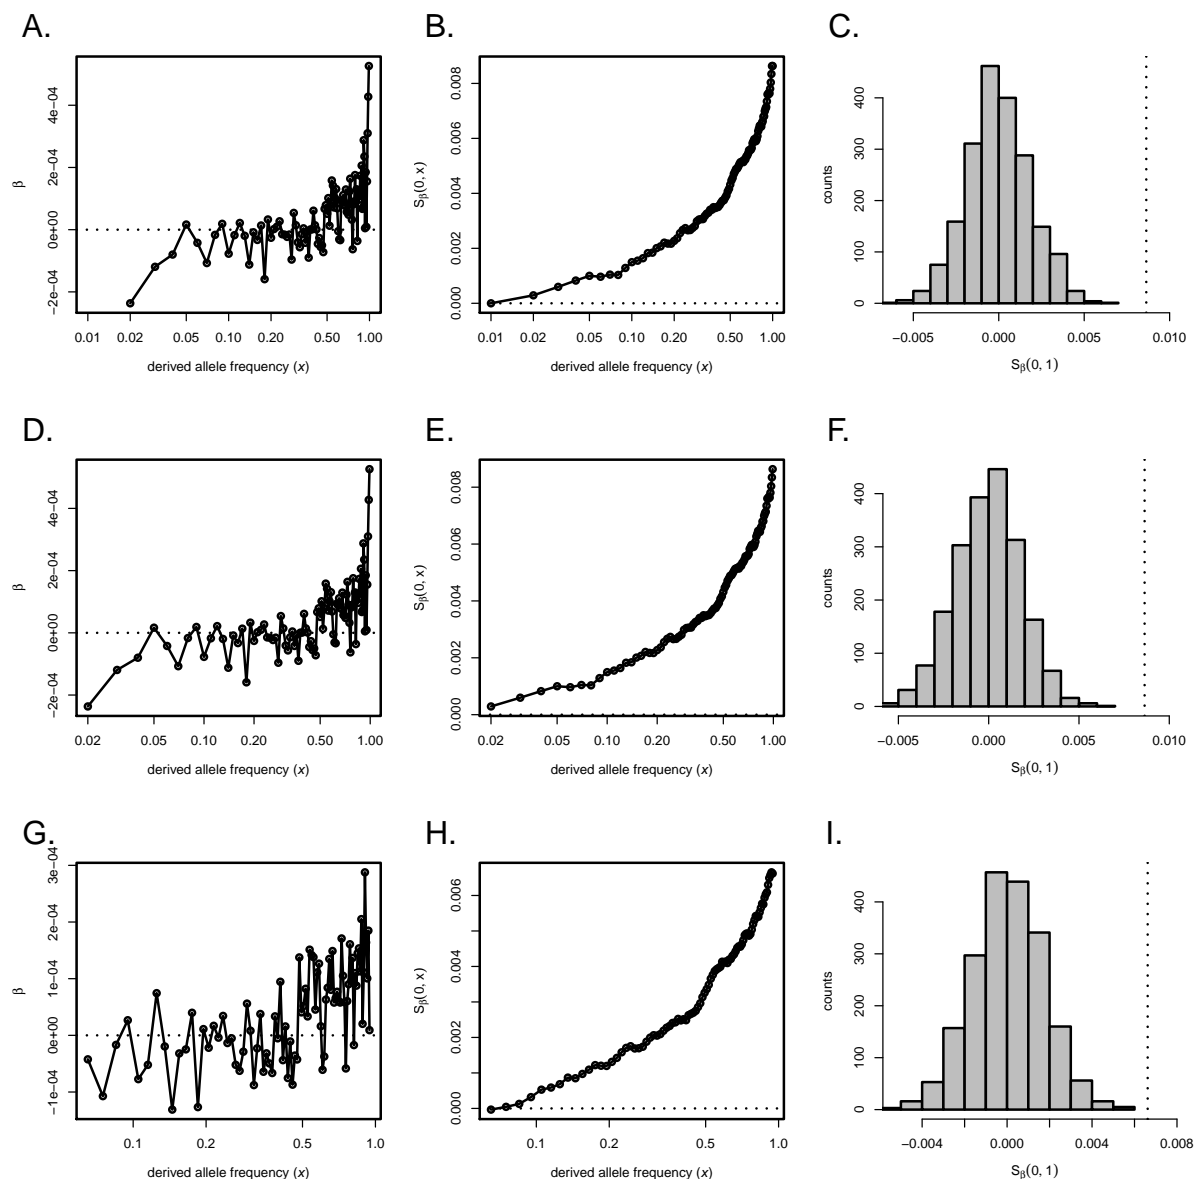 A.
B.
C.
β
−2e−04 0e+00 2e−04 4e−04
0.01 0.02 0.05 0.10 0.20 0.50 1.00
derived allele frequency (x)
Sβ(0, x)
0.000 0.002 0.004 0.006 0.008
0.01 0.02 0.05 0.10 0.20 0.50 1.00
derived allele frequency (x)
counts
0 100 200 300 400
−0.005 0.000 0.005 0.010
Sβ(0, 1)
D.
E.
F.
β
−2e−04 0e+00 2e−04 4e−04
0.02 0.05 0.10 0.20 0.50 1.00
derived allele frequency (x)
Sβ(0, x)
0.000 0.002 0.004 0.006 0.008
0.02 0.05 0.10 0.20 0.50 1.00
derived allele frequency (x)
counts
0 100 200 300 400
−0.005 0.000 0.005 0.010
Sβ(0, 1)
G.
H.
I.
β
−1e−04 0e+00 1e−04 2e−04 3e−04
0.1 0.2 0.5 1.0
derived allele frequency (x)
Sβ(0, x)
0.000 0.002 0.004 0.006
0.1 0.2 0.5 1.0
derived allele frequency (x)
counts
0 100 200 300 400
−0.004 0.000 0.004 0.008
Sβ(0, 1)